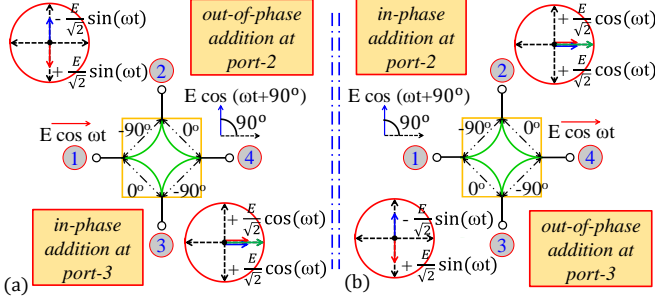 - E/√2 sin(ωt)
+ E/√2 sin(ωt)
out-of-phase
addition at
port-2
2
E cos ωt
E cos (ωt+90°)
90°
-90°
0°
1
4
0°
-90°
3
in-phase
addition at
port-3
+ E/√2 cos(ωt)
+ E/√2 cos(ωt)
(a)
in-phase
addition at
port-2
+ E/√2 cos(ωt)
+ E/√2 cos(ωt)
2
E cos (ωt+90°)
90°
E cos ωt
-90°
0°
1
4
0°
-90°
3
- E/√2 sin(ωt)
+ E/√2 sin(ωt)
out-of-phase
addition at
port-3
(b)